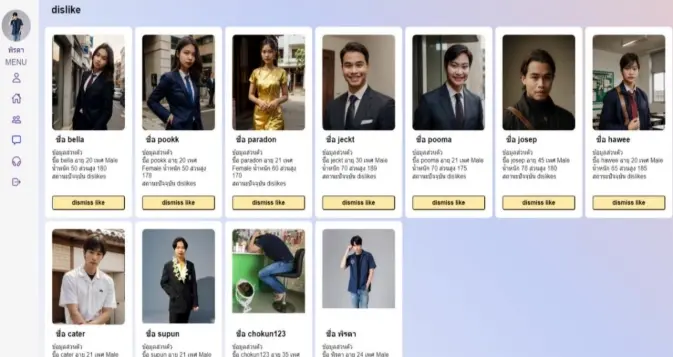 dislike
พัรดา
MENU
ชื่อ bella
ข้อมูลส่วนตัว
ชื่อ bella อายุ 20 เพศ Male
น้ำหนัก 50 ส่วนสูง 180
สถานะปัจจุบัน dislikes
dismiss like
ชื่อ pookk
ข้อมูลส่วนตัว
ชื่อ pookk อายุ 20 เพศ
Female น้ำหนัก 50 ส่วนสูง
170
สถานะปัจจุบัน dislikes
dismiss like
ชื่อ paradon
ข้อมูลส่วนตัว
ชื่อ paradon อายุ 21 เพศ
Female น้ำหนัก 60 ส่วนสูง
170
สถานะปัจจุบัน dislikes
dismiss like
ชื่อ jeckt
ข้อมูลส่วนตัว
ชื่อ jeckt อายุ 30 เพศ Male
น้ำหนัก 70 ส่วนสูง 189
สถานะปัจจุบัน dislikes
dismiss like
ชื่อ pooma
ข้อมูลส่วนตัว
ชื่อ pooma อายุ 21 เพศ Male
น้ำหนัก 70 ส่วนสูง 175
สถานะปัจจุบัน dislikes
dismiss like
ชื่อ josep
ข้อมูลส่วนตัว
ชื่อ josep อายุ 45 เพศ Male
น้ำหนัก 70 ส่วนสูง 180
สถานะปัจจุบัน dislikes
dismiss like
ชื่อ hawee
ข้อมูลส่วนตัว
ชื่อ hawee อายุ 20 เพศ Male
น้ำหนัก 65 ส่วนสูง 185
สถานะปัจจุบัน dislikes
dismiss like
ชื่อ cater
ข้อมูลส่วนตัว
ชื่อ cater อายุ 21 เพศ Male
ชื่อ supun
ข้อมูลส่วนตัว
ชื่อ supun อายุ 21 เพศ Male
ชื่อ chokun123
ข้อมูลส่วนตัว
ชื่อ chokun123 อายุ 35 เพศ
ชื่อ พัรดา
ข้อมูลส่วนตัว
ชื่อ พัรดา อายุ 24 เพศ Male